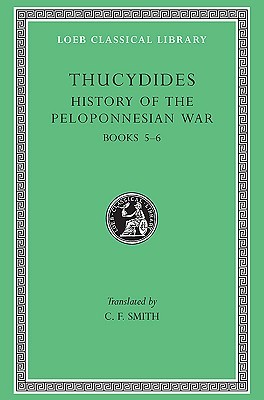 LOEB CLASSICAL LIBRARY
THUCYDIDES
HISTORY OF THE
PELOPONNESIAN WAR
BOOKS 5–6
Translated by
C. F. SMITH